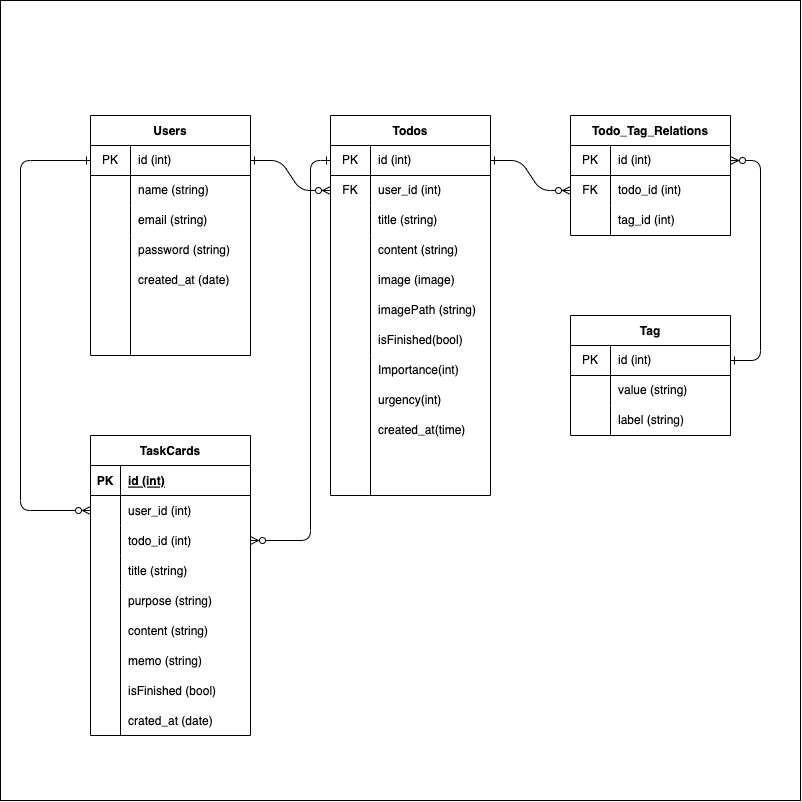 Users
PK id (int)
name (string)
email (string)
password (string)
created_at (date)
Todos
PK id (int)
FK user_id (int)
title (string)
content (string)
image (image)
imagePath (string)
isFinished(bool)
Importance(int)
urgency(int)
created_at(time)
Todo_Tag_Relations
PK id (int)
FK todo_id (int)
tag_id (int)
Tag
PK id (int)
value (string)
label (string)
TaskCards
PK id (int)
user_id (int)
todo_id (int)
title (string)
purpose (string)
content (string)
memo (string)
isFinished (bool)
crated_at (date)